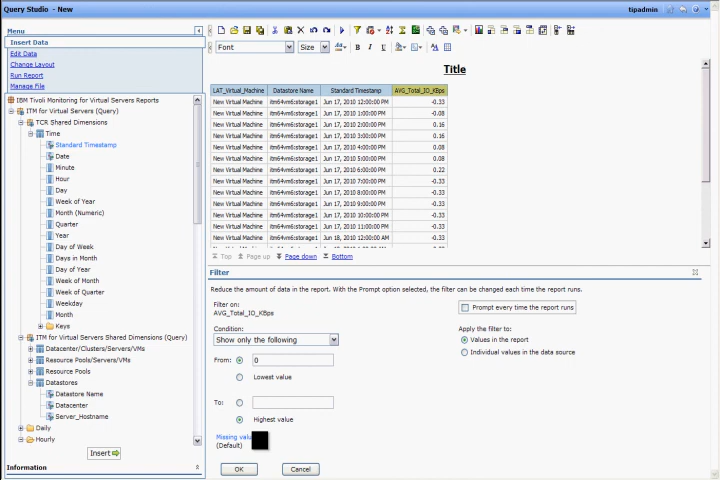 Query Studio - New
tipadmin
Menu
Insert Data
Edit Data
Change Layout
Run Report
Manage File
IBM Tivoli Monitoring for Virtual Servers Reports
ITM for Virtual Servers (Query)
TCR Shared Dimensions
Time
Standard Timestamp
Date
Minute
Hour
Day
Week of Year
Month (Numeric)
Quarter
Year
Day of Week
Days in Month
Day of Year
Week of Month
Week of Quarter
Weekday
Month
Keys
ITM for Virtual Servers Shared Dimensions (Query)
Datacenter/Clusters/Servers/VMs
Resource Pools/Servers/VMs
Resource Pools
Datastores
Datastore Name
Datacenter
Server_Hostname
Daily
Hourly
Insert
Information
Font
Size
B I U
Title
LAT_Virtual_Machine Datastore Name Standard Timestamp AVG_Total_IO_KBps
New Virtual Machine itm64vm6:storage1 Jun 17, 2010 12:00:00 PM -0.33
New Virtual Machine itm64vm6:storage1 Jun 17, 2010 1:00:00 PM -0.08
New Virtual Machine itm64vm6:storage1 Jun 17, 2010 2:00:00 PM 0.16
New Virtual Machine itm64vm6:storage1 Jun 17, 2010 3:00:00 PM 0.16
New Virtual Machine itm64vm6:storage1 Jun 17, 2010 4:00:00 PM 0.08
New Virtual Machine itm64vm6:storage1 Jun 17, 2010 5:00:00 PM 0.08
New Virtual Machine itm64vm6:storage1 Jun 17, 2010 6:00:00 PM 0.22
New Virtual Machine itm64vm6:storage1 Jun 17, 2010 7:00:00 PM -0.33
New Virtual Machine itm64vm6:storage1 Jun 17, 2010 8:00:00 PM -0.33
New Virtual Machine itm64vm6:storage1 Jun 17, 2010 9:00:00 PM -0.33
New Virtual Machine itm64vm6:storage1 Jun 17, 2010 10:00:00 PM -0.33
New Virtual Machine itm64vm6:storage1 Jun 17, 2010 11:00:00 PM -0.33
New Virtual Machine itm64vm6:storage1 Jun 18, 2010 12:00:00 AM -0.33
Top Page up Page down Bottom
Filter
Reduce the amount of data in the report. With the Prompt option selected, the filter can be changed each time the report runs.
Filter on:
AVG_Total_IO_KBps
Prompt every time the report runs
Condition:
Show only the following
Apply the filter to:
Values in the report
Individual values in the data source
From: 0
Lowest value
To:
Highest value
Missing valu
(Default)
OK Cancel